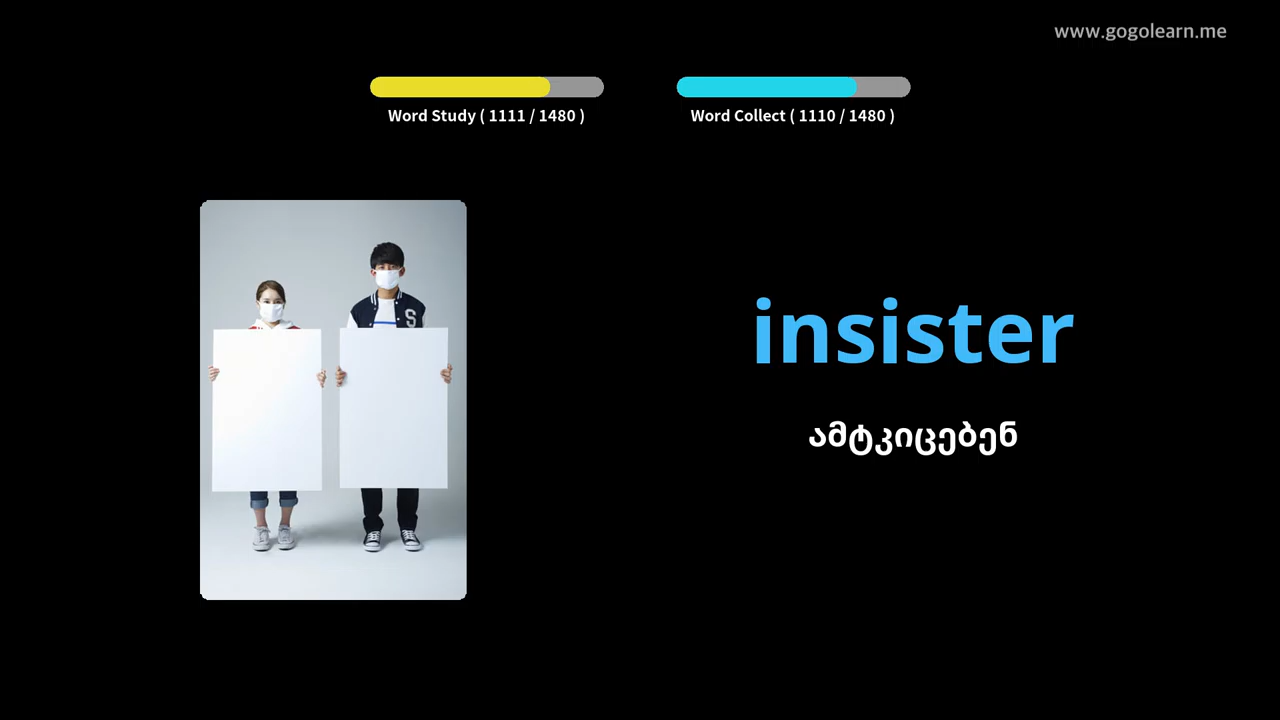 www.gogolearn.me
Word Study ( 1111 / 1480 )
Word Collect ( 1110 / 1480 )
S
insister
ამტკიცებენ